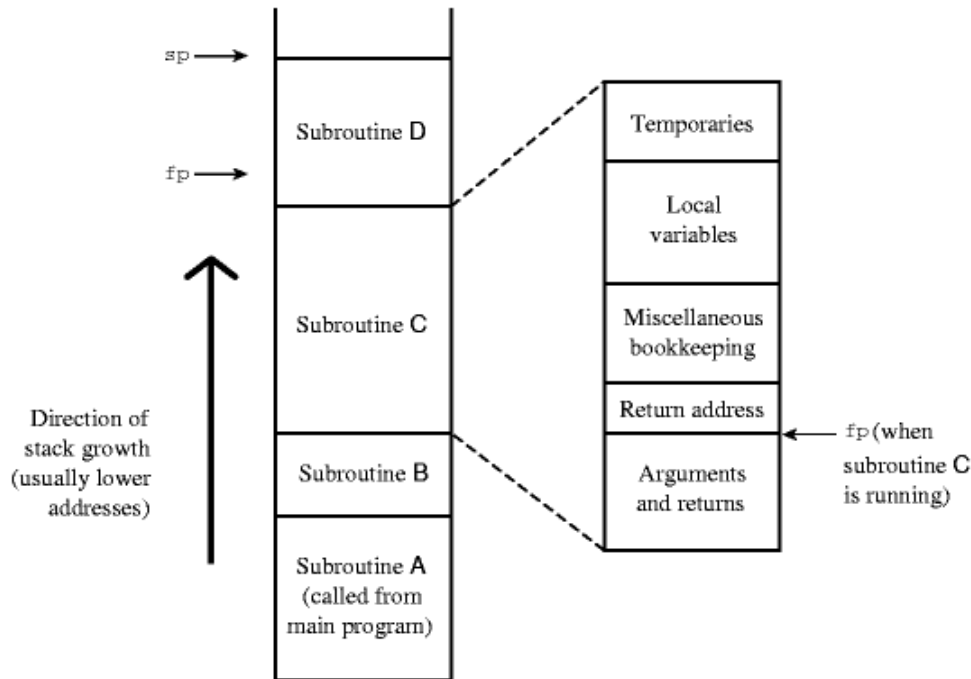 sp
Subroutine D
fp
Subroutine C
Direction of
stack growth
(usually lower
addresses)
Subroutine B
Subroutine A
(called from
main program)
Temporaries
Local
variables
Miscellaneous
bookkeeping
Return address
Arguments
and returns
fp (when
subroutine C
is running)